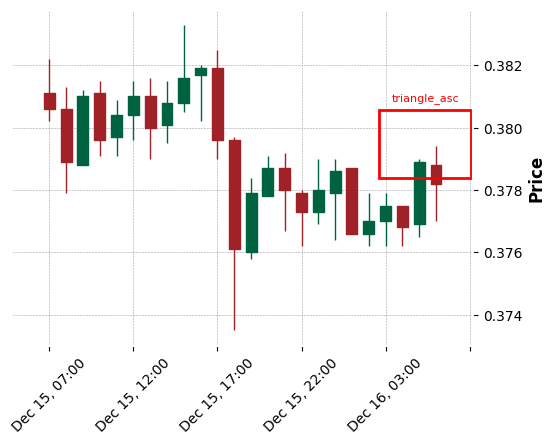 triangle_asc
0.382
0.380
0.378
0.376
0.374
Price
Dec 15, 07:00
Dec 15, 12:00
Dec 15, 17:00
Dec 15, 22:00
Dec 16, 03:00